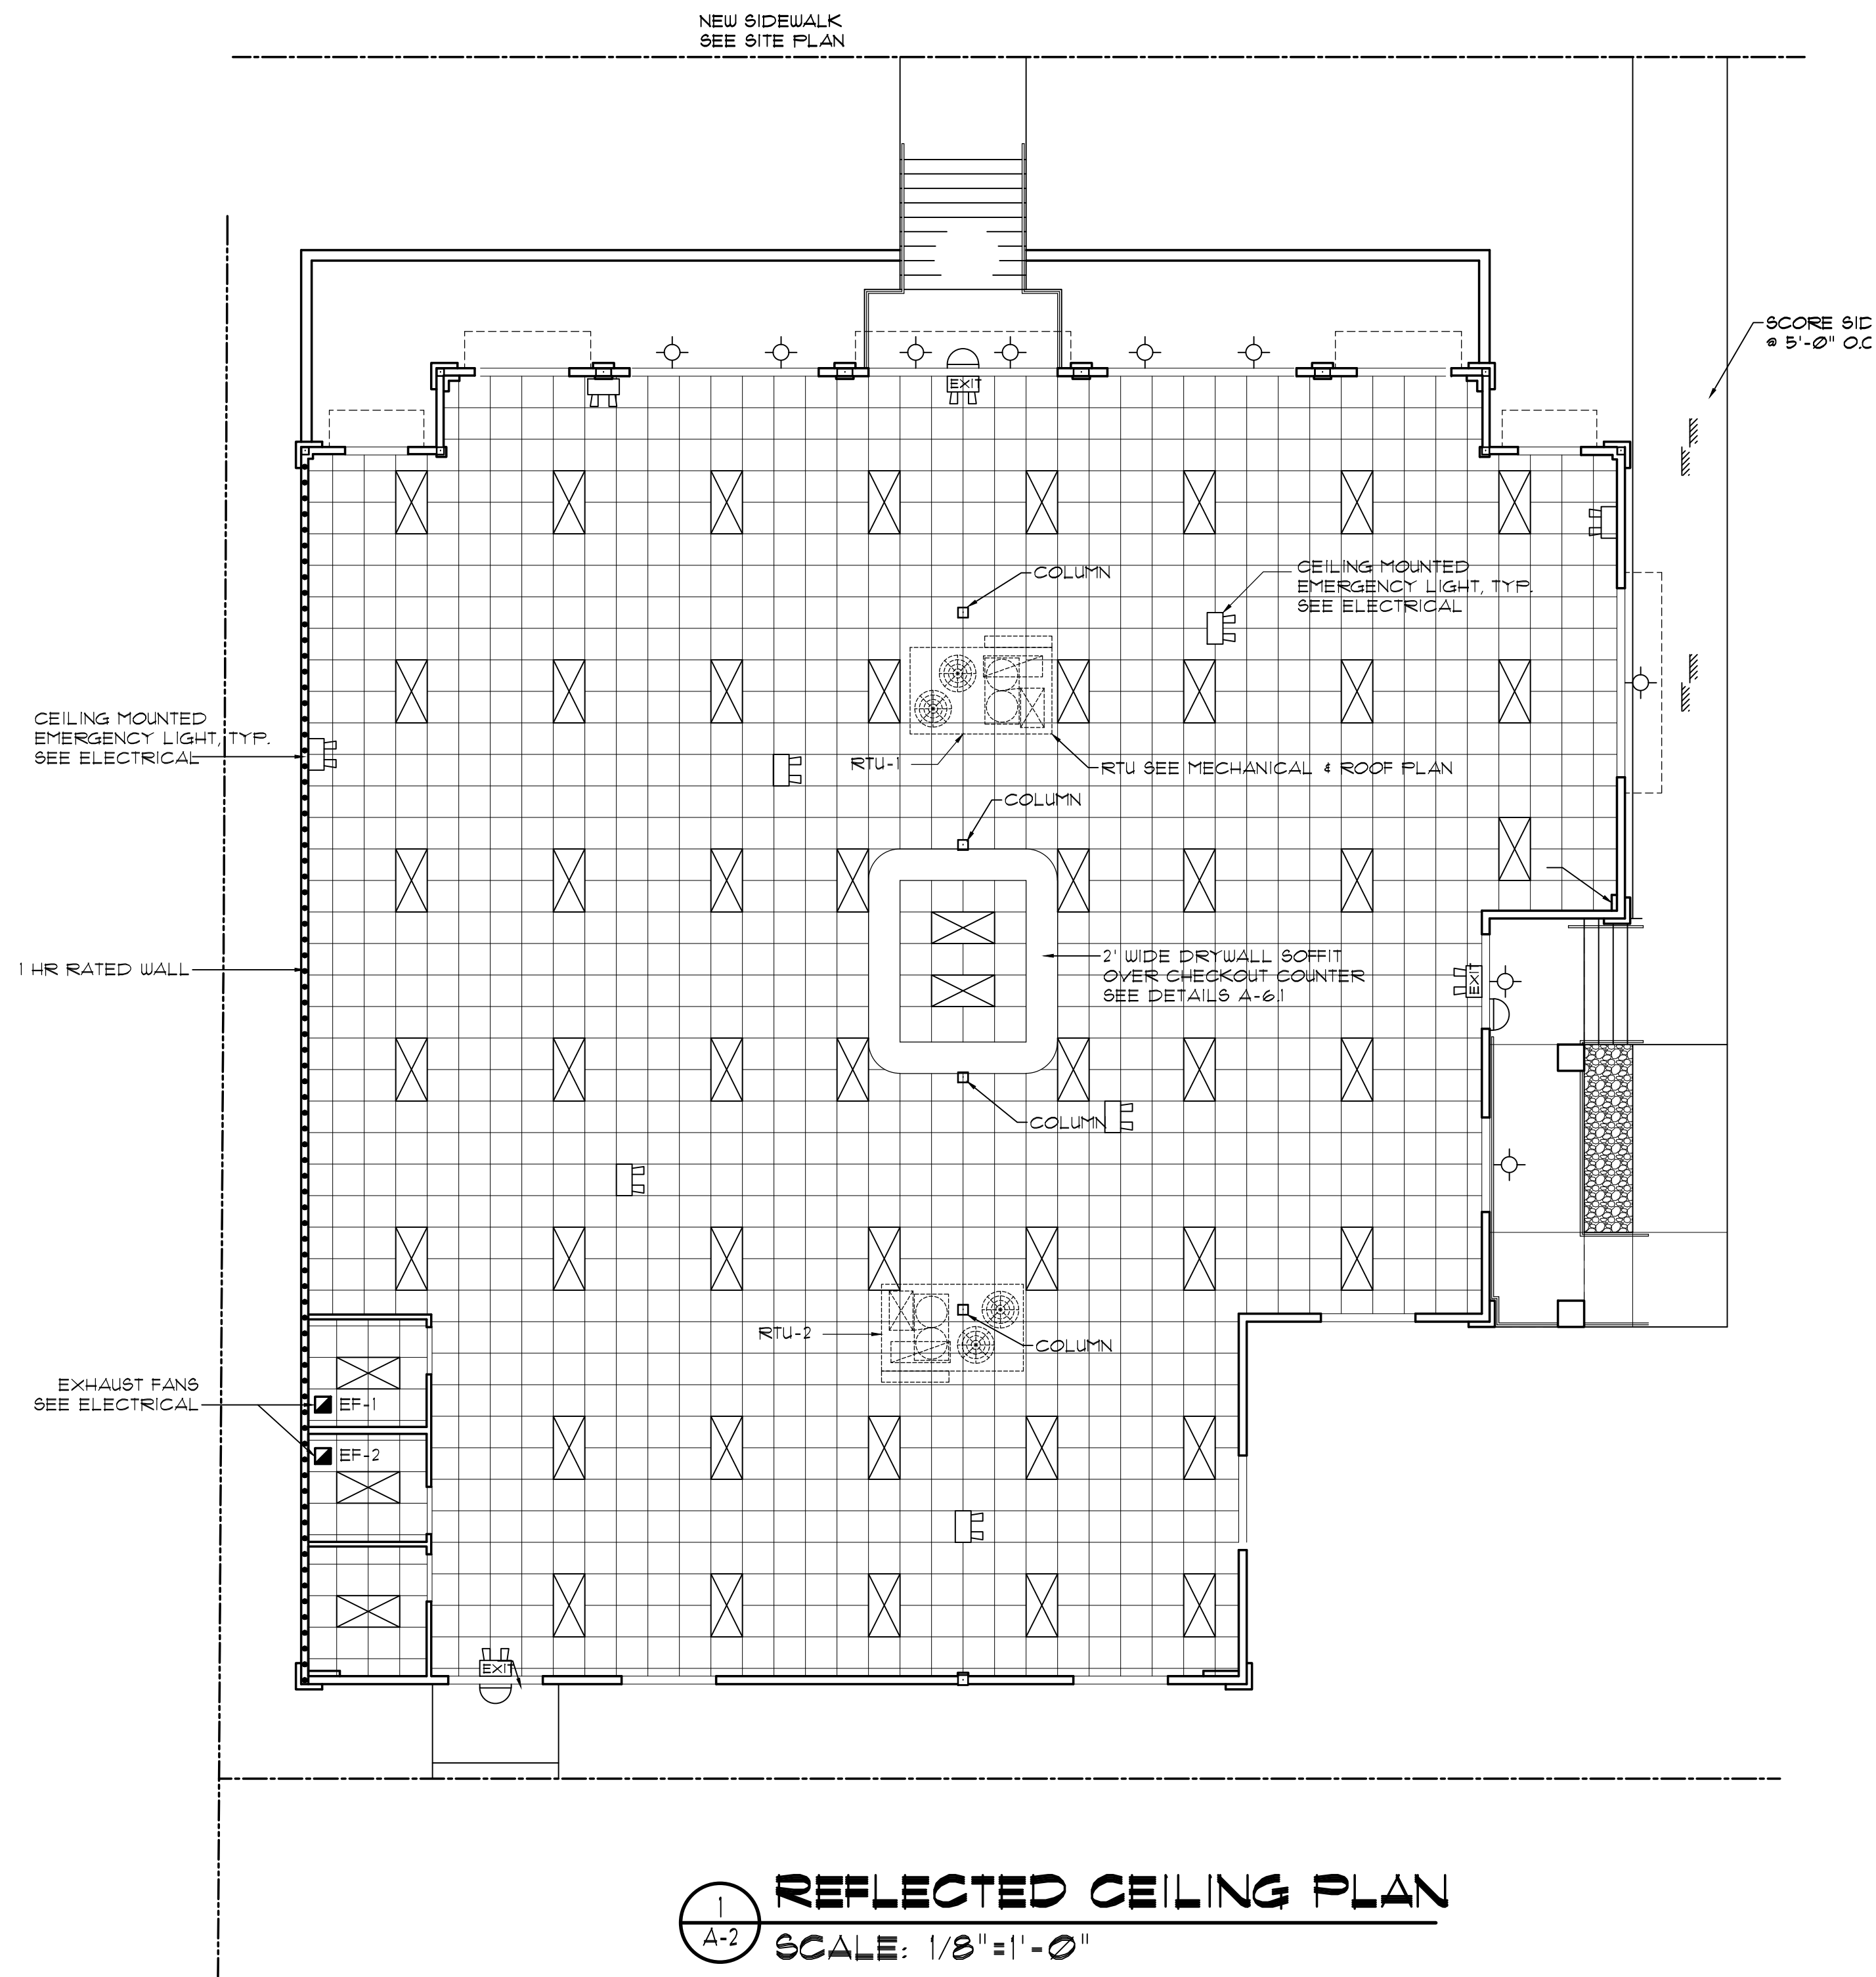 NEW SIDEWALK
SEE SITE PLAN
SCORE SID
@ 5'-0" O.C
EXIT
COLUMN
CEILING MOUNTED
EMERGENCY LIGHT, TYP.
SEE ELECTRICAL
CEILING MOUNTED
EMERGENCY LIGHT, TYP.
SEE ELECTRICAL
RTU-1
RTU SEE MECHANICAL & ROOF PLAN
COLUMN
1 HR RATED WALL
2' WIDE DRYWALL SOFFIT
OVER CHECKOUT COUNTER
SEE DETAILS A-6.1
EXIT
COLUMN
RTU-2
COLUMN
EXHAUST FANS
SEE ELECTRICAL
EF-1
EF-2
EXIT
1
A-2
REFLECTED CEILING PLAN
SCALE: 1/8"=1'-0"